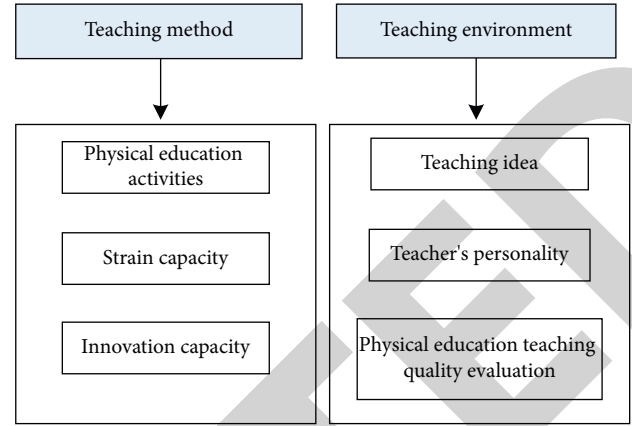 Teaching method
Teaching environment
Physical education
activities
Strain capacity
Innovation capacity
Teaching idea
Teacher's personality
Physical education teaching
quality evaluation